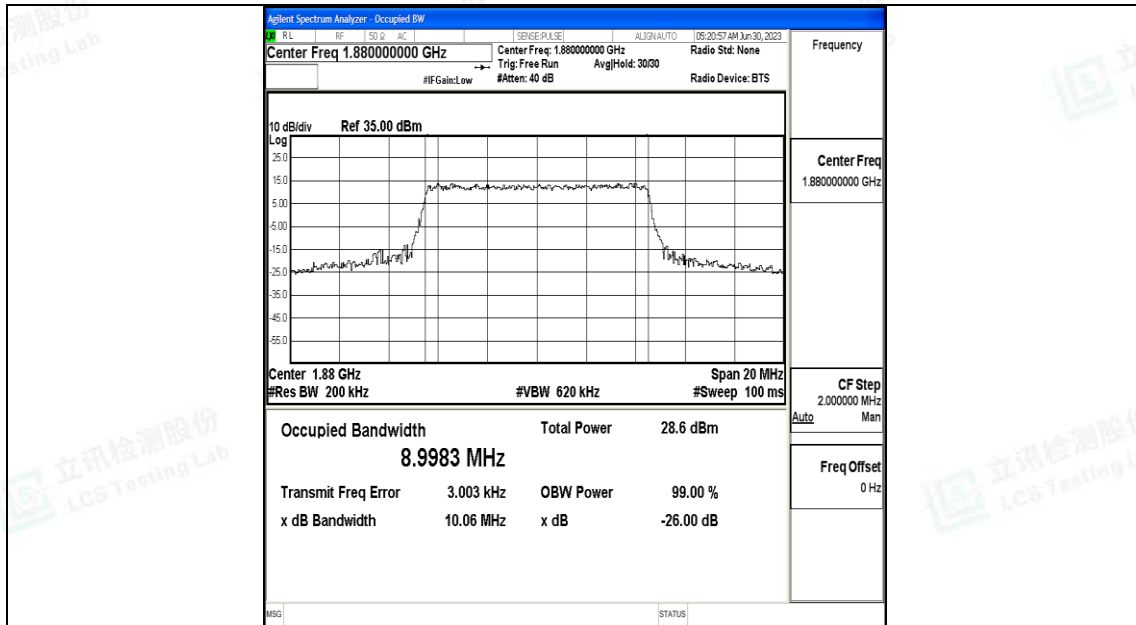 Agilent Spectrum Analyzer - Occupied BW
RL RF 50 Ω AC SENSE:PULSE ALIGNAUTO 05:20:57 AM Jun 30, 2023
Center Freq 1.880000000 GHz
Center Freq: 1.880000000 GHz Radio Std: None
Trig: Free Run Avg|Hold: 30/30
#IFGain:Low #Atten: 40 dB Radio Device: BTS
10 dB/div Ref 35.00 dBm
Log
25.0
15.0
5.00
-5.00
-15.0
-25.0
-35.0
-45.0
-55.0
Center 1.88 GHz Span 20 MHz
#Res BW 200 kHz #VBW 620 kHz #Sweep 100 ms
Occupied Bandwidth Total Power 28.6 dBm
8.9983 MHz
Transmit Freq Error 3.003 kHz OBW Power 99.00 %
x dB Bandwidth 10.06 MHz x dB -26.00 dB
MSG STATUS
Frequency
Center Freq
1.880000000 GHz
CF Step
2.000000 MHz
Auto Man
Freq Offset
0 Hz
立讯检测股份
LCS Testing Lab
立讯检测股份
LCS Testing L